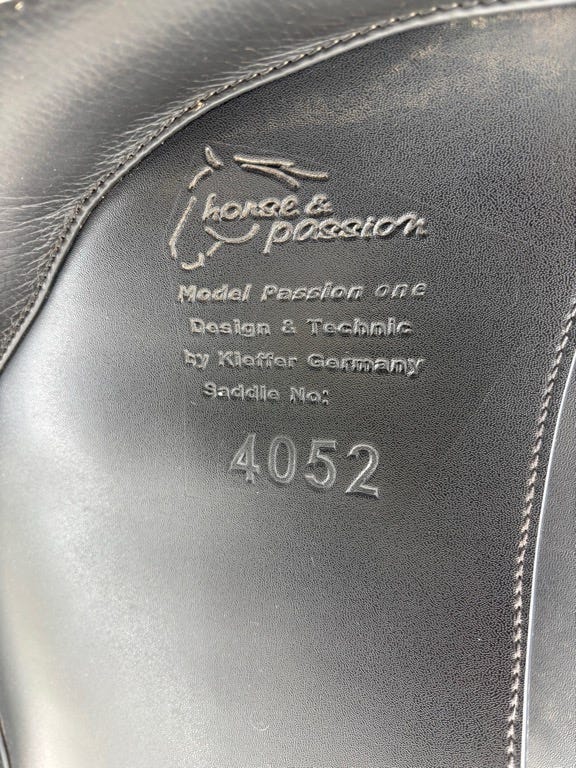 horse &
passion
Model Passion one
Design & Technic
by Kieffer Germany
Saddle No:
4052